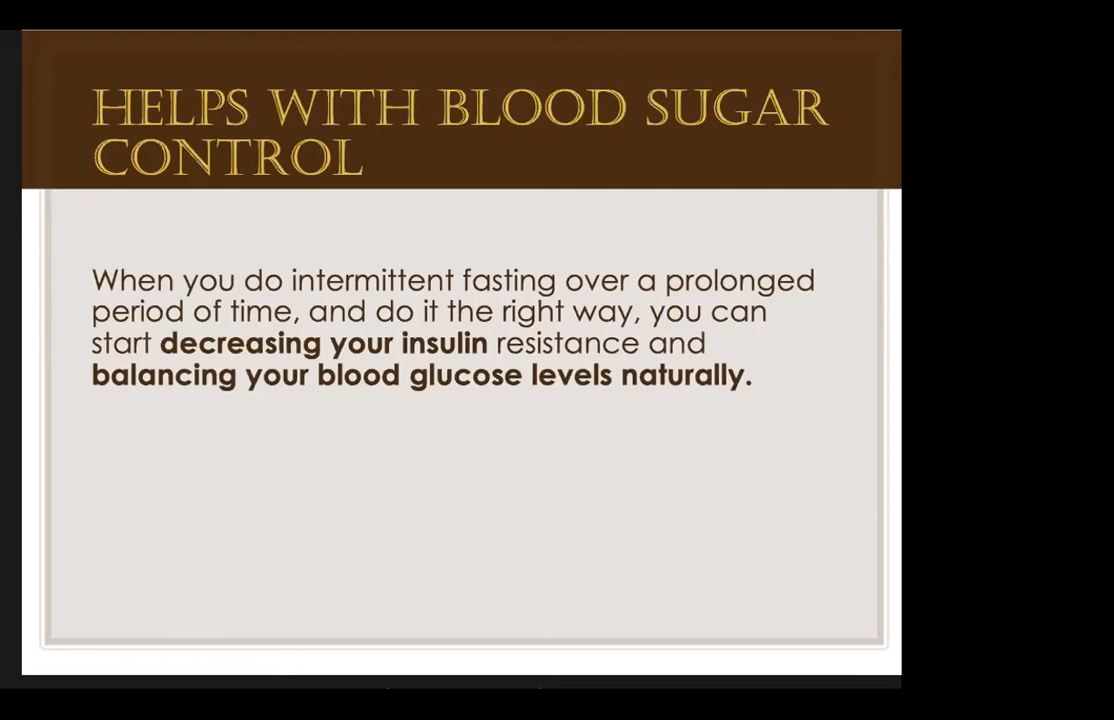 HELPS WITH BLOOD SUGAR
CONTROL
When you do intermittent fasting over a prolonged
period of time, and do it the right way, you can
start decreasing your insulin resistance and
balancing your blood glucose levels naturally.